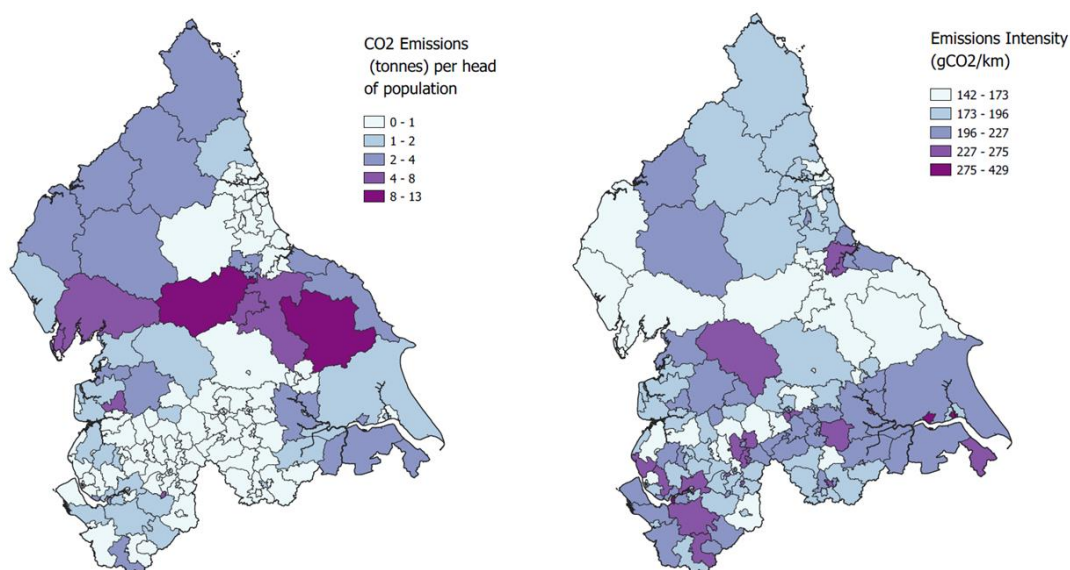 CO2 Emissions
(tonnes) per head
of population
0 - 1
1 - 2
2 - 4
4 - 8
8 - 13
Emissions Intensity
(gCO2/km)
142 - 173
173 - 196
196 - 227
227 - 275
275 - 429